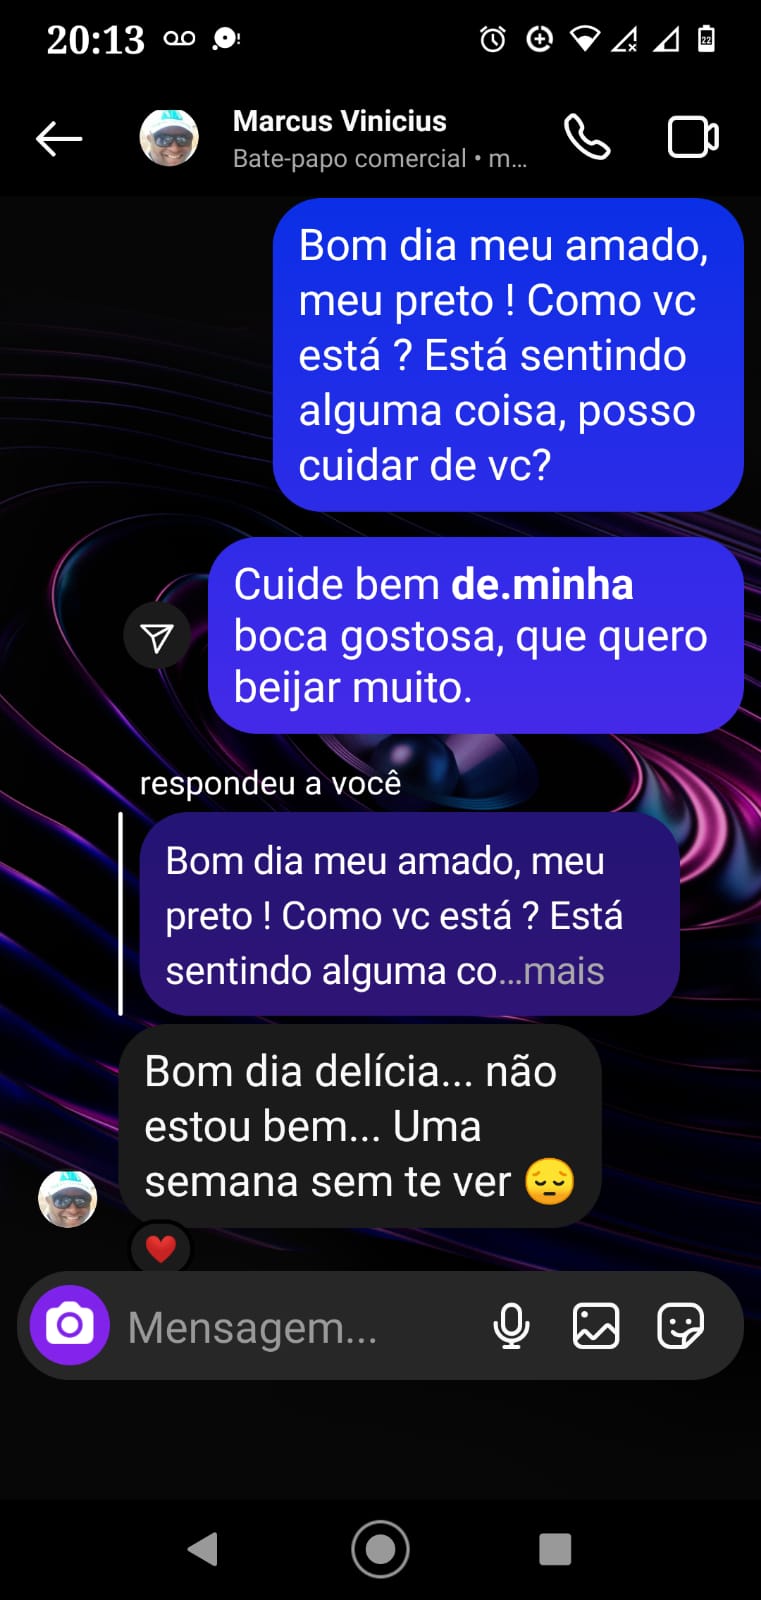 20:13
22
Marcus Vinicius
Bate-papo comercial • m...
Bom dia meu amado,
meu preto ! Como vc
está ? Está sentindo
alguma coisa, posso
cuidar de vc?
Cuide bem de.minha
boca gostosa, que quero
beijar muito.
respondeu a você
Bom dia meu amado, meu
preto ! Como vc está ? Está
sentindo alguma co...mais
Bom dia delícia... não
estou bem... Uma
semana sem te ver 😔
❤️
Mensagem...